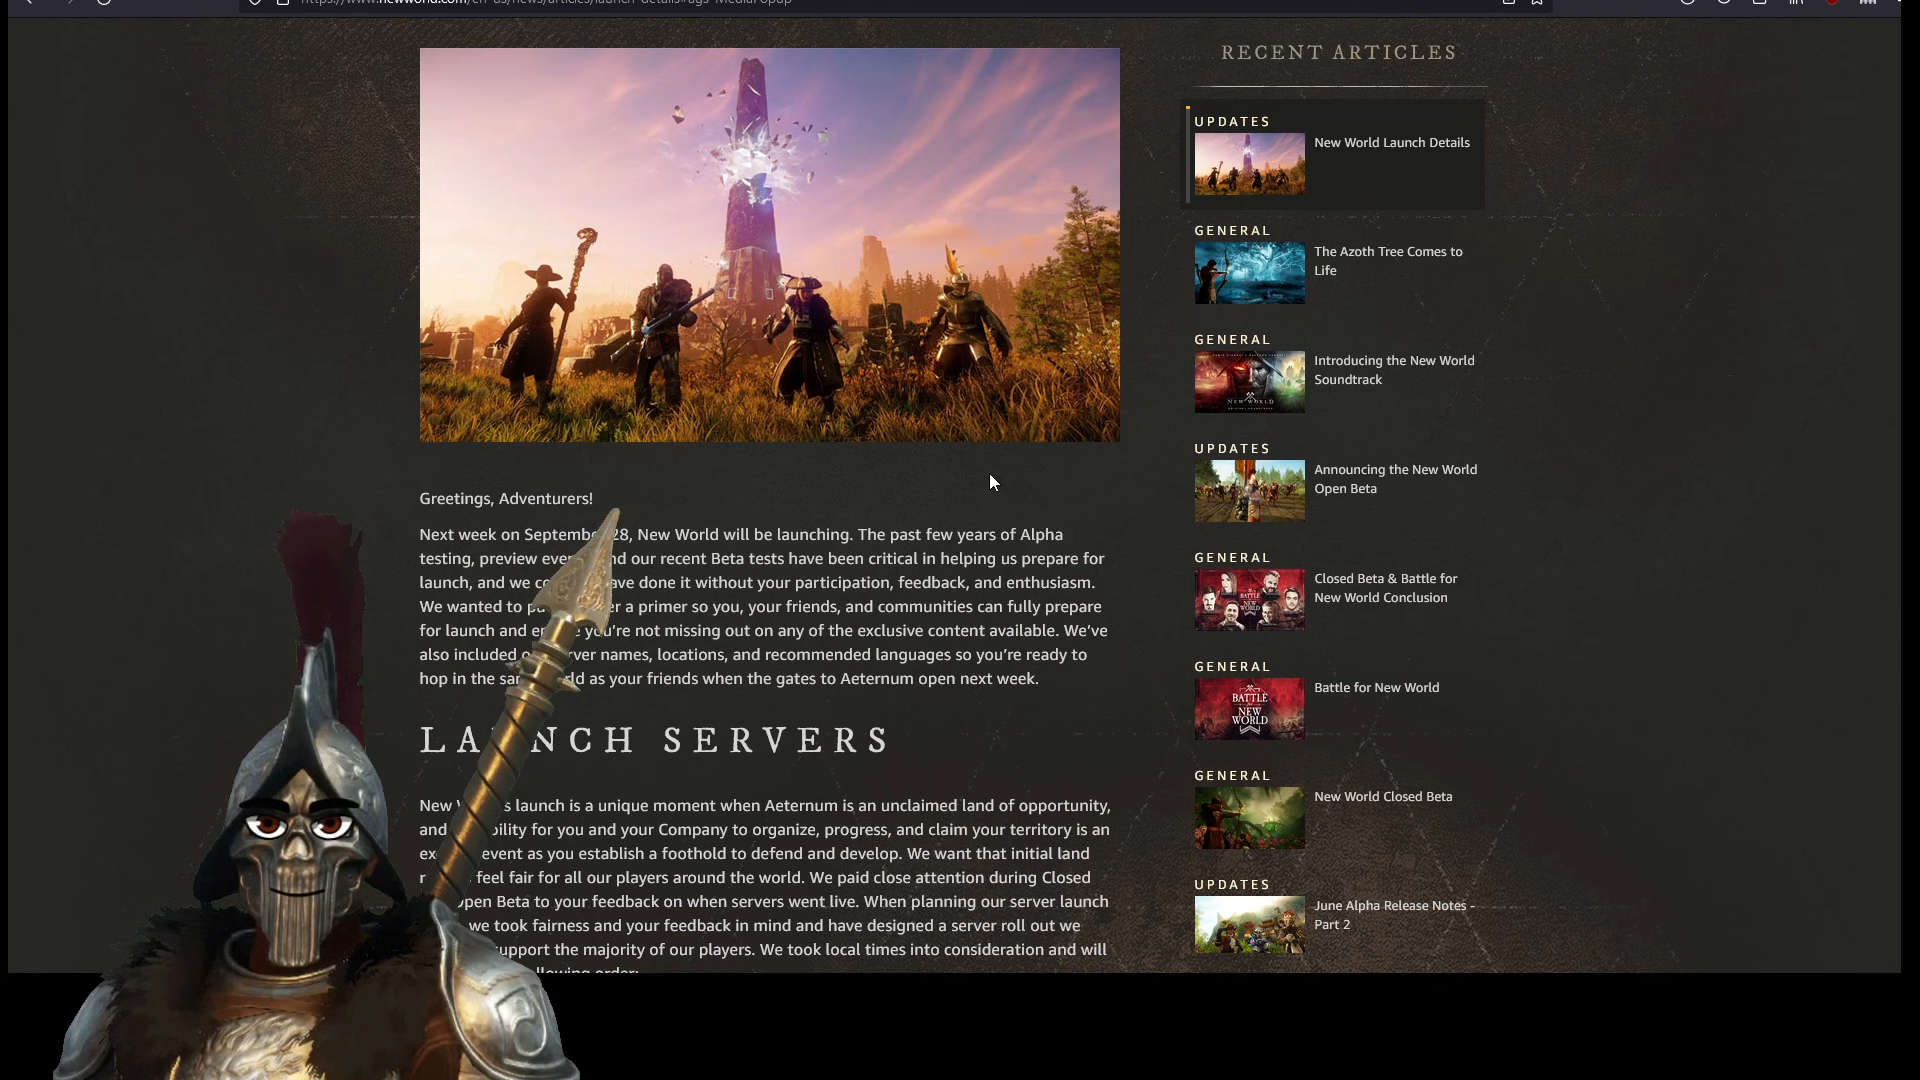 RECENT ARTICLES
UPDATES
New World Launch Details
GENERAL
The Azoth Tree Comes to
Life
GENERAL
Introducing the New World
Soundtrack
NEW WORLD
UPDATES
Announcing the New World
Open Beta
GENERAL
Closed Beta & Battle for
New World Conclusion
GENERAL
Battle for New World
BATTLE
NEW
WORLD
GENERAL
New World Closed Beta
UPDATES
June Alpha Release Notes -
Part 2
Greetings, Adventurers!
Next week on September 28, New World will be launching. The past few years of Alpha
testing, preview and our recent Beta tests have been critical in helping us prepare for
launch, and we have done it without your participation, feedback, and enthusiasm.
We wanted to a primer so you, your friends, and communities can fully prepare
for launch and you're not missing out on any of the exclusive content available. We've
also included server names, locations, and recommended languages so you're ready to
hop in the world as your friends when the gates to Aeternum open next week.
LAUNCH SERVERS
New launch is a unique moment when Aeternum is an unclaimed land of opportunity,
and for you and your Company to organize, progress, and claim your territory is an
event as you establish a foothold to defend and develop. We want that initial land
feel fair for all our players around the world. We paid close attention during Closed
Open Beta to your feedback on when servers went live. When planning our server launch
we took fairness and your feedback in mind and have designed a server roll out we
support the majority of our players. We took local times into consideration and will